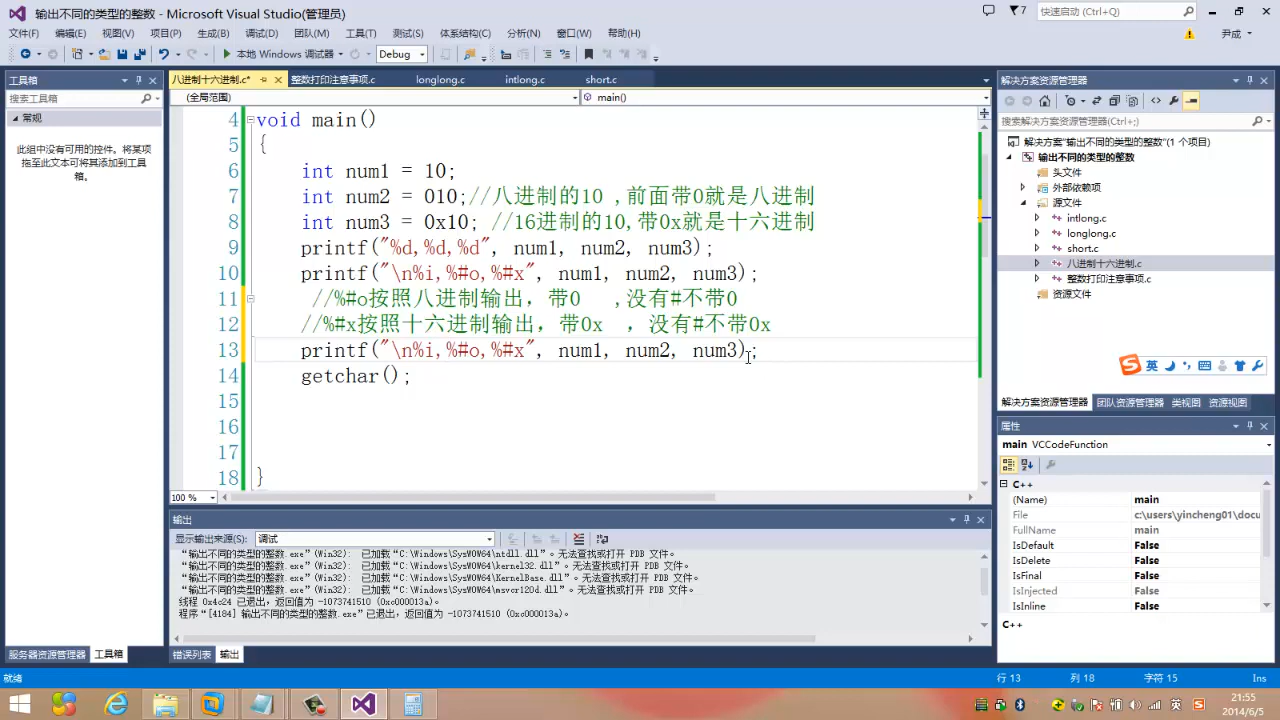 输出不同的类型的整数 - Microsoft Visual Studio(管理员)
7
快速启动 (Ctrl+Q)
文件(F) 编辑(E) 视图(V) 项目(P) 生成(B) 调试(D) 团队(M) 工具(T) 测试(S) 体系结构(C) 分析(N) 窗口(W) 帮助(H)
尹成
本地 Windows 调试器 Debug
工具箱
搜索工具箱
常规
此组中没有可用的控件。将某项
拖至此文本可将其添加到工具
箱。
服务器资源管理器 工具箱
八进制十六进制.c* 整数打印注意事项.c longlong.c intlong.c short.c
(全局范围) main()
4 void main()
5 {
6 int num1 = 10;
7 int num2 = 010;//八进制的10 ,前面带0就是八进制
8 int num3 = 0x10; //16进制的10,带0x就是十六进制
9 printf("%d,%d,%d", num1, num2, num3);
10 printf("\n%i,%#o,%#x", num1, num2, num3);
11 //%#o按照八进制输出，带0 ,没有#不带0
12 //%#x按照十六进制输出，带0x ，没有#不带0x
13 printf("\n%i,%#o,%#x", num1, num2, num3);
14 getchar();
15
16
17
18 }
100 %
输出
显示输出来源(S): 调试
“输出不同的类型的整数.exe”(Win32): 已加载“C:\Windows\SysWOW64\ntdll.dll”。无法查找或打开 PDB 文件。
“输出不同的类型的整数.exe”(Win32): 已加载“C:\Windows\SysWOW64\kernel32.dll”。无法查找或打开 PDB 文件。
“输出不同的类型的整数.exe”(Win32): 已加载“C:\Windows\SysWOW64\KernelBase.dll”。无法查找或打开 PDB 文件。
“输出不同的类型的整数.exe”(Win32): 已加载“C:\Windows\SysWOW64\msvcr120d.dll”。无法查找或打开 PDB 文件。
线程 0x4c24 已退出，返回值为 -1073741510 (0xc000013a)。
程序“[4184] 输出不同的类型的整数.exe”已退出，返回值为 -1073741510 (0xc000013a)。
错误列表 输出
解决方案资源管理器
搜索解决方案资源管理器(Ctrl+;)
解决方案"输出不同的类型的整数"(1 个项目)
输出不同的类型的整数
头文件
外部依赖项
源文件
intlong.c
longlong.c
short.c
八进制十六进制.c
整数打印注意事项.c
资源文件
英
解决方案资源管理器 团队资源管理器 类视图 资源视图
属性
main VCCodeFunction
C++
(Name) main
File c:\users\yincheng01\docu
FullName main
IsDefault False
IsDelete False
IsFinal False
IsInjected False
IsInline False
C++
就绪 行 13 列 18 字符 15 Ins
英
21:55
2014/6/5